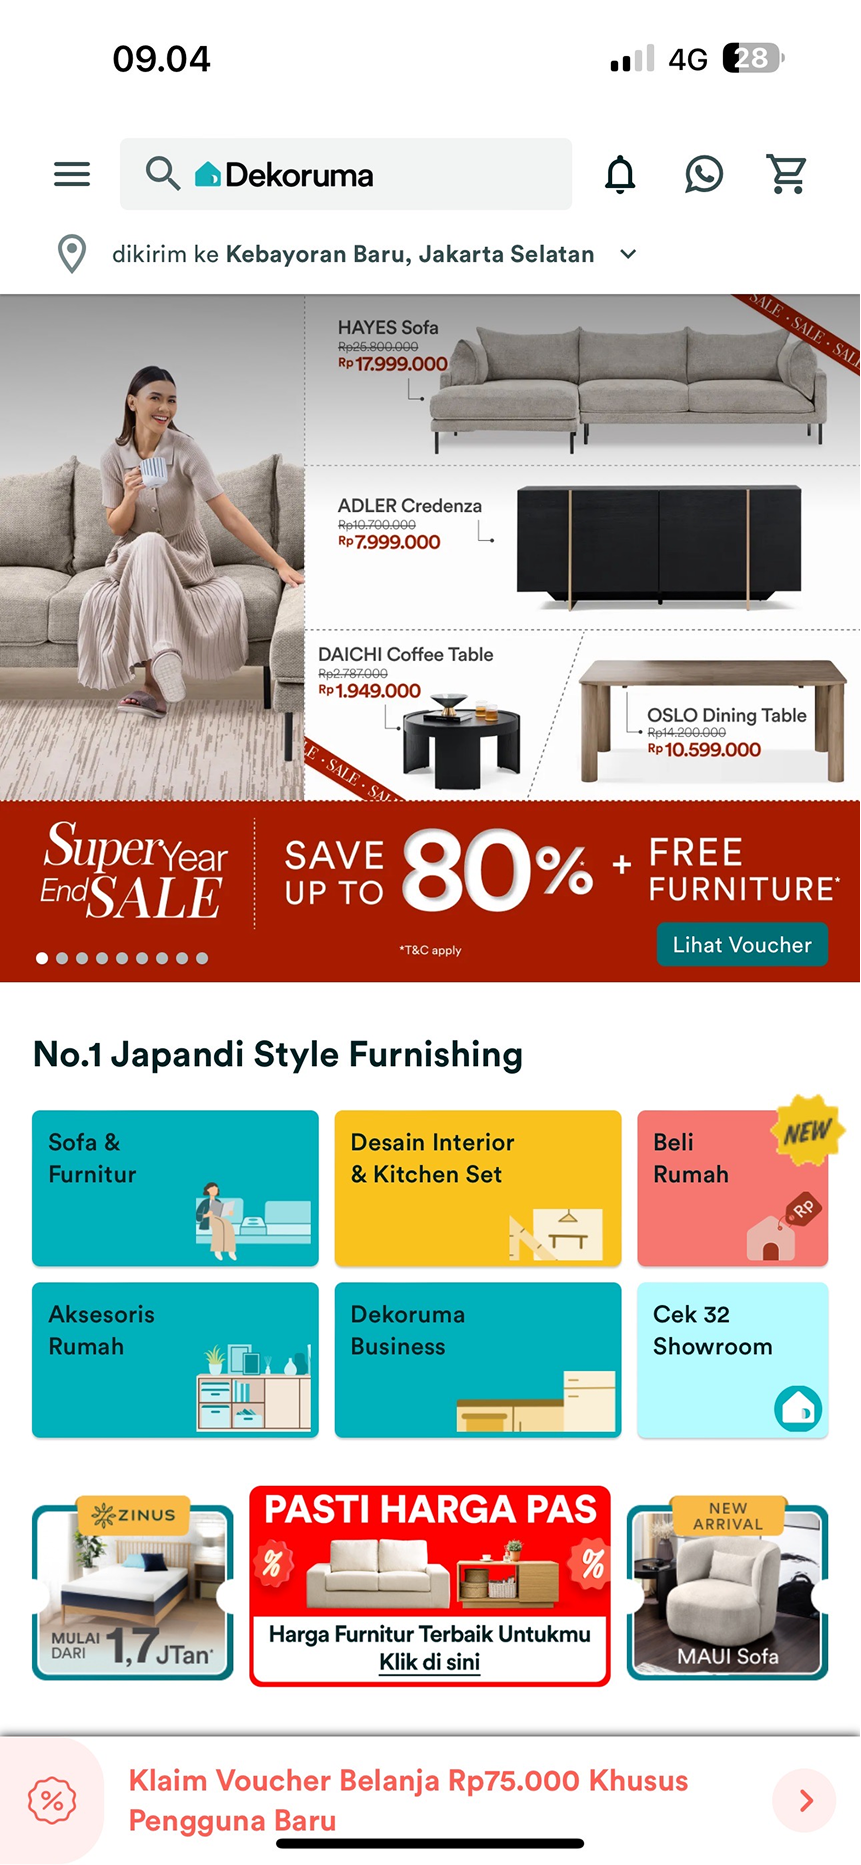 09.04
4G 28
Dekoruma
dikirim ke Kebayoran Baru, Jakarta Selatan
HAYES Sofa
Rp25.800.000
Rp17.999.000
SALE • SALE • SAL
ADLER Credenza
Rp10.700.000
Rp7.999.000
DAICHI Coffee Table
Rp2.787.000
Rp1.949.000
OSLO Dining Table
Rp14.200.000
Rp10.599.000
LE • SALE • SAL
Super Year
End SALE
SAVE
UP TO
80%*
+
FREE
FURNITURE*
*T&C apply
Lihat Voucher
No.1 Japandi Style Furnishing
Sofa &
Furnitur
Desain Interior
& Kitchen Set
Beli
Rumah
NEW
Rp
Aksesoris
Rumah
Dekoruma
Business
Cek 32
Showroom
ZINUS
MULAI
DARI
1,7JTan*
PASTI HARGA PAS
%
%
Harga Furnitur Terbaik Untukmu
Klik di sini
NEW
ARRIVAL
MAUI Sofa
%
Klaim Voucher Belanja Rp75.000 Khusus
Pengguna Baru